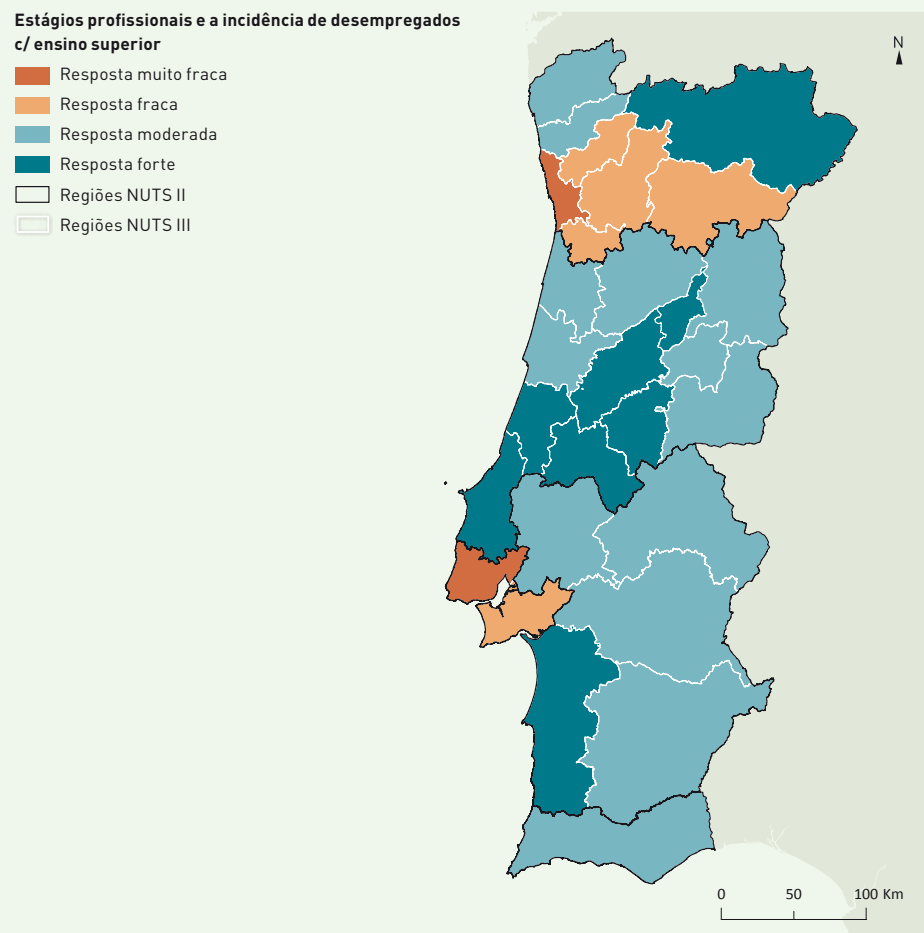 Estágios profissionais e a incidência de desempregados
c/ ensino superior
Resposta muito fraca
Resposta fraca
Resposta moderada
Resposta forte
Regiões NUTS II
Regiões NUTS III
N
0 50 100 Km